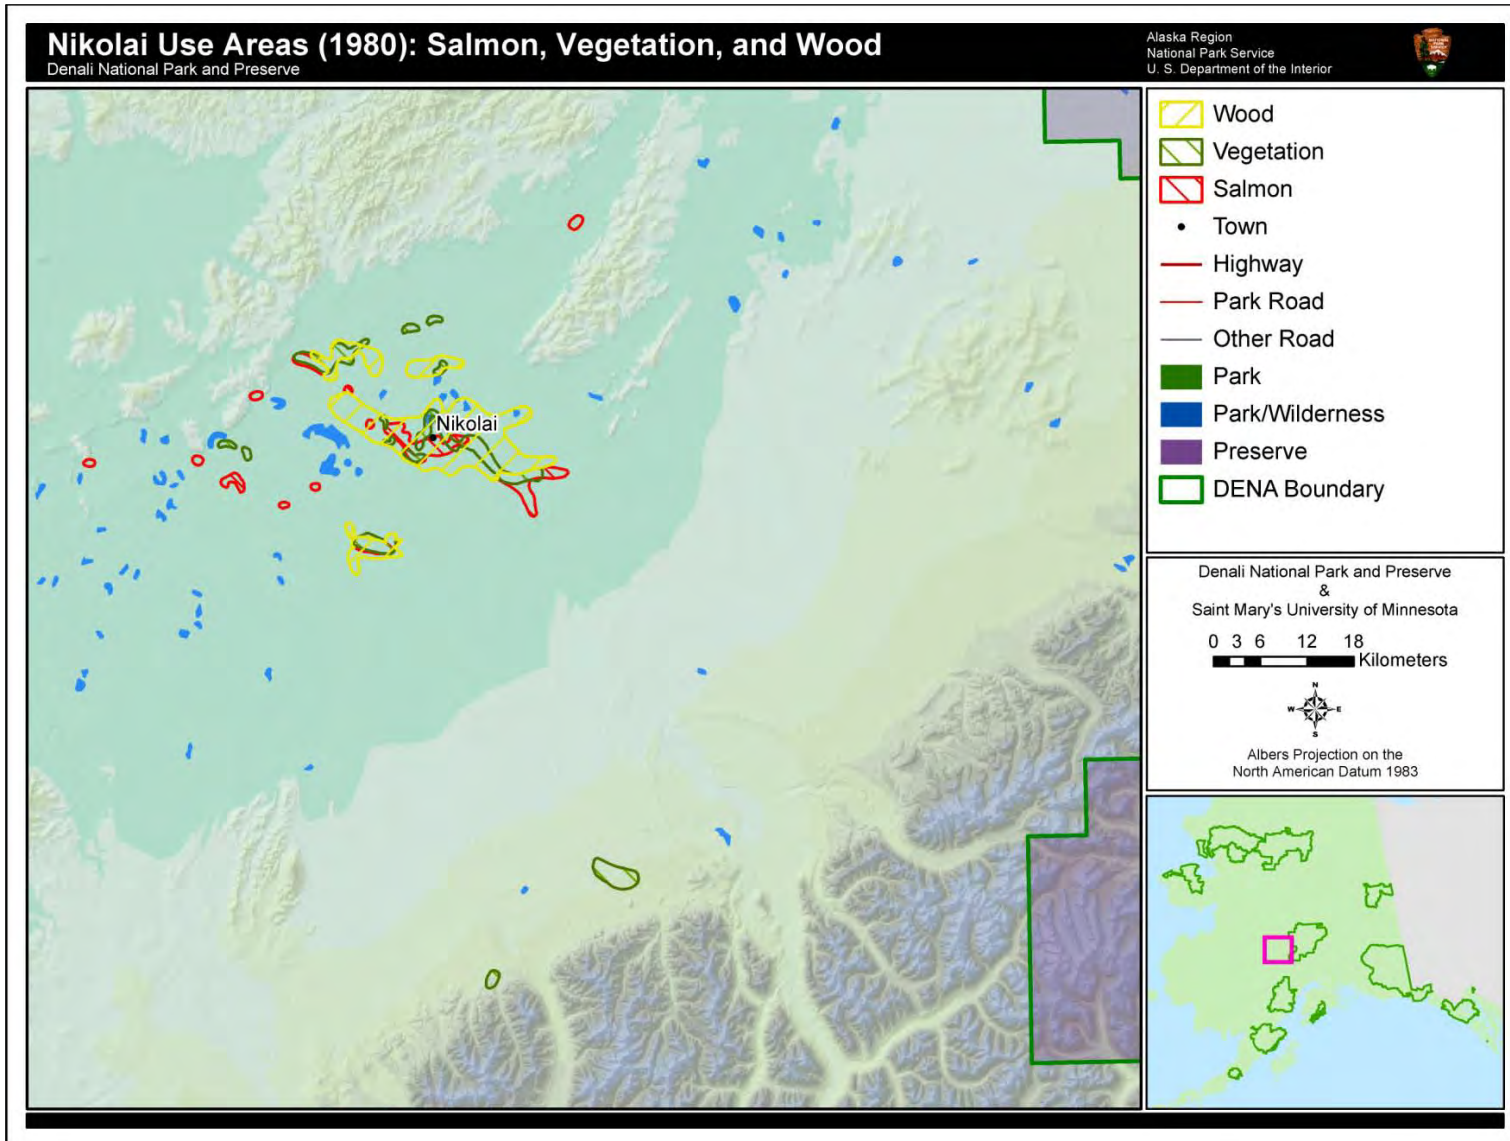 Nikolai Use Areas (1980): Salmon, Vegetation, and Wood
Denali National Park and Preserve
Alaska Region
National Park Service
U. S. Department of the Interior
Nikolai
Wood
Vegetation
Salmon
Town
Highway
Park Road
Other Road
Park
Park/Wilderness
Preserve
DENA Boundary
Denali National Park and Preserve
&
Saint Mary's University of Minnesota
0 3 6 12 18
Kilometers
N
W E
S
Albers Projection on the
North American Datum 1983